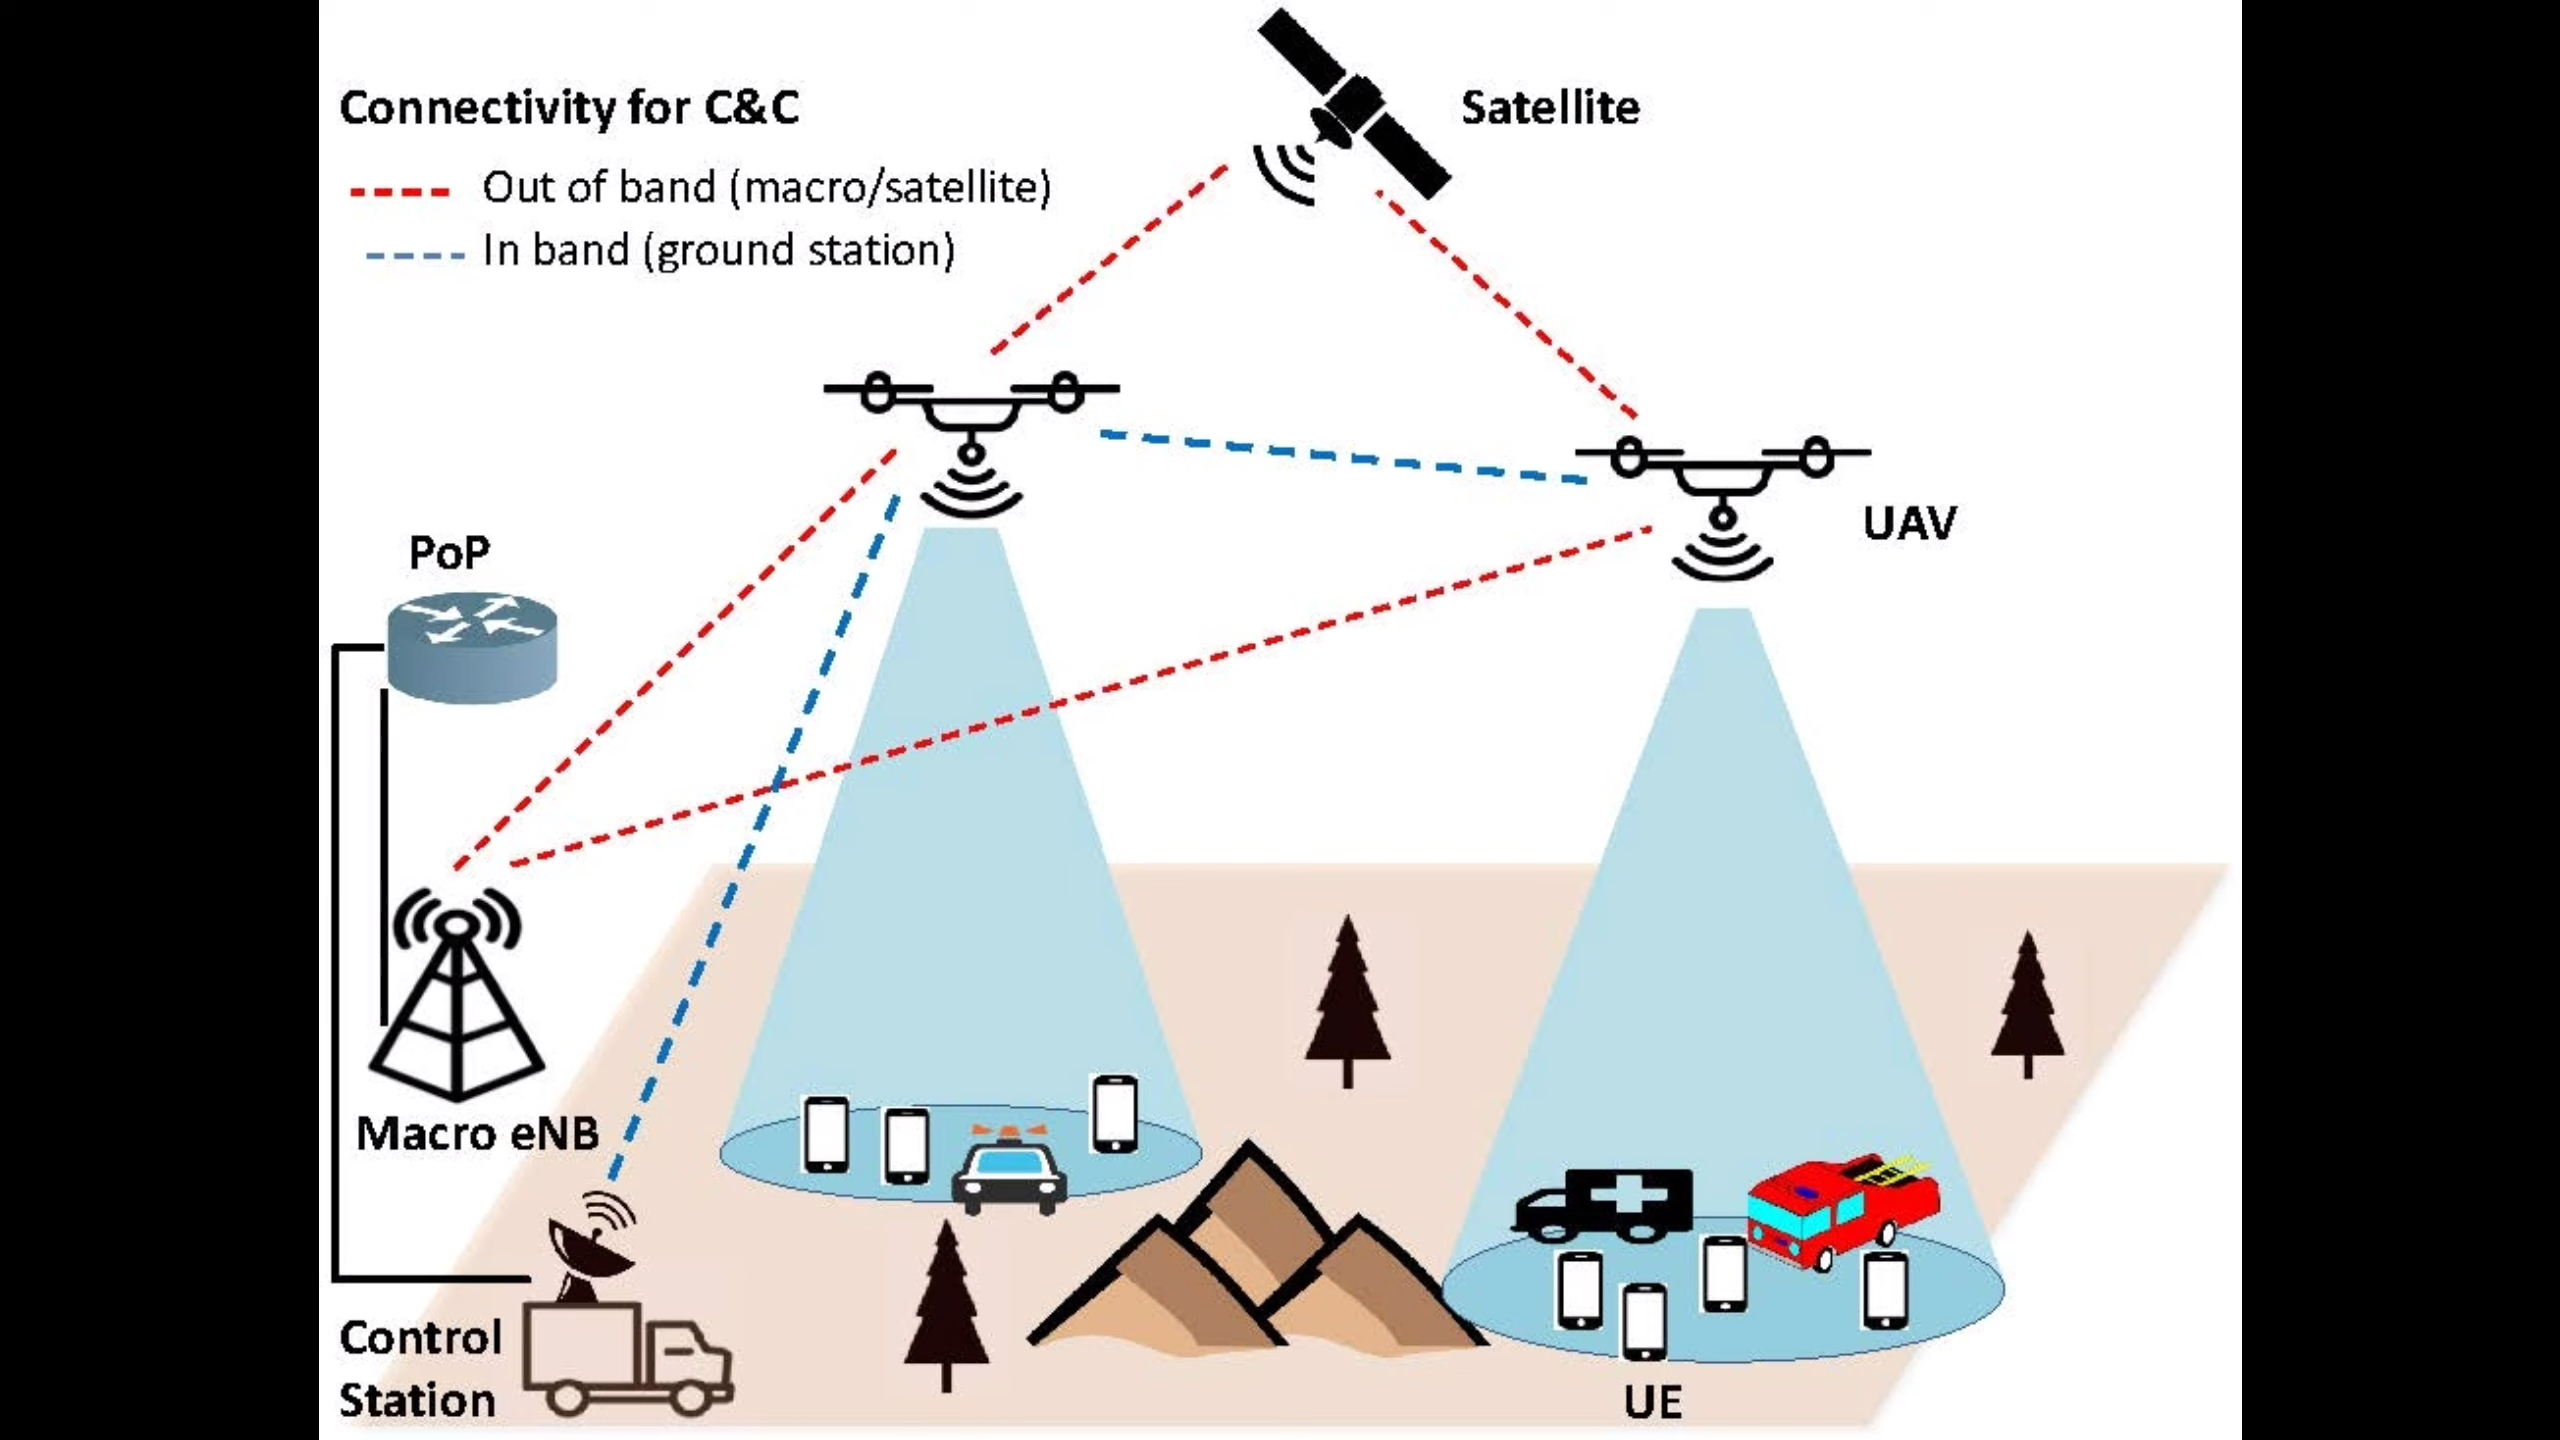 Connectivity for C&C
Out of band (macro/satellite)
In band (ground station)
Satellite
UAV
PoP
Macro eNB
Control
Station
UE